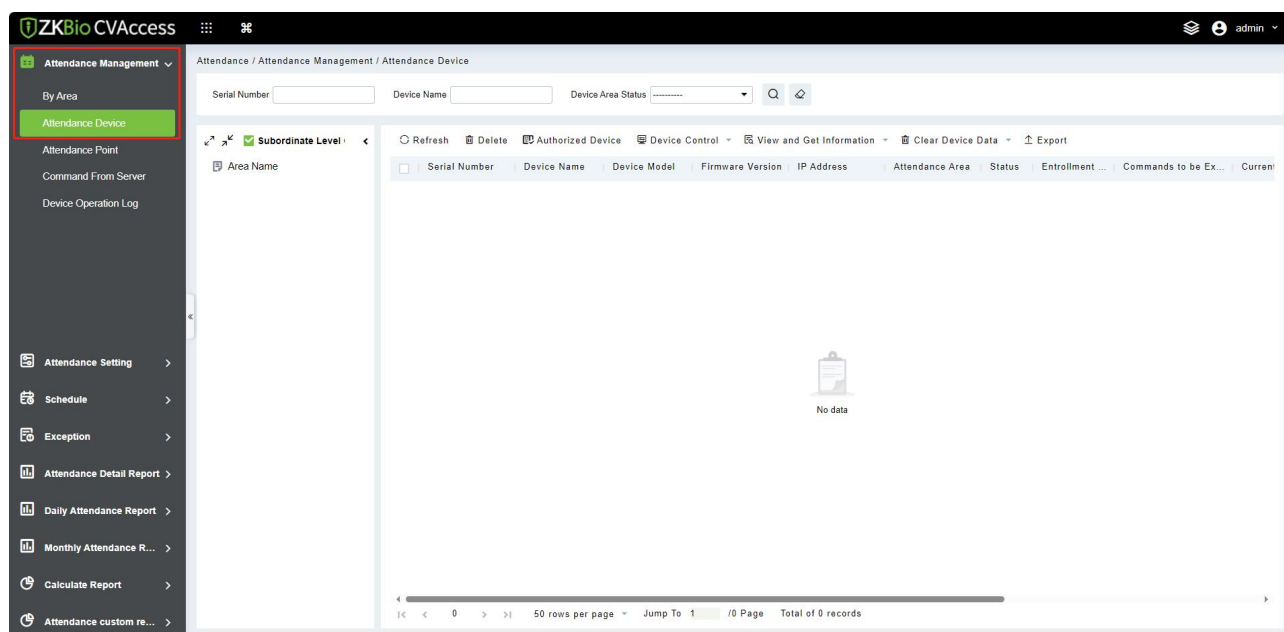 ZKBio CVAccess
admin
Attendance Management
By Area
Attendance Device
Attendance Point
Command From Server
Device Operation Log
Attendance Setting
Schedule
Exception
Attendance Detail Report
Daily Attendance Report
Monthly Attendance R...
Calculate Report
Attendance custom re...
Attendance / Attendance Management / Attendance Device
Serial Number Device Name Device Area Status ----------
Subordinate Level
Area Name
Refresh Delete Authorized Device Device Control View and Get Information Clear Device Data Export
Serial Number Device Name Device Model Firmware Version IP Address Attendance Area Status Entrollment ... Commands to be Ex... Current
No data
0 50 rows per page Jump To 1 /0 Page Total of 0 records